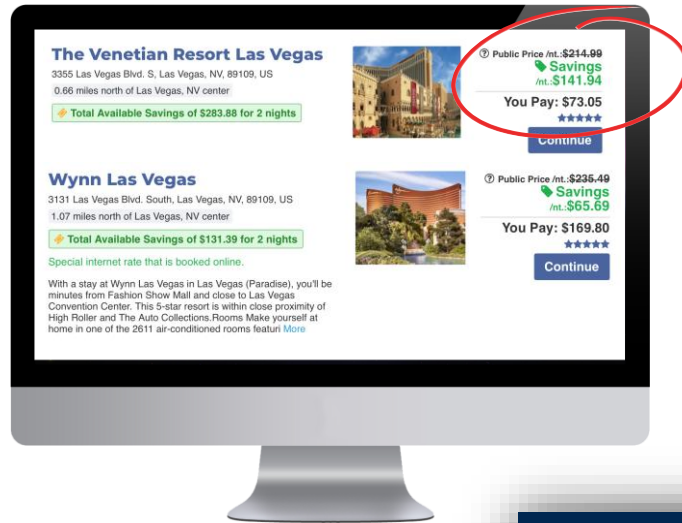 The Venetian Resort Las Vegas
3355 Las Vegas Blvd. S, Las Vegas, NV, 89109, US
0.66 miles north of Las Vegas, NV center
Total Available Savings of $283.88 for 2 nights
? Public Price /nt.:$214.99
Savings
/nt.:$141.94
You Pay: $73.05
Continue
Wynn Las Vegas
3131 Las Vegas Blvd. South, Las Vegas, NV, 89109, US
1.07 miles north of Las Vegas, NV center
Total Available Savings of $131.39 for 2 nights
Special internet rate that is booked online.
With a stay at Wynn Las Vegas in Las Vegas (Paradise), you'll be
minutes from Fashion Show Mall and close to Las Vegas
Convention Center. This 5-star resort is within close proximity of
High Roller and The Auto Collections.Rooms Make yourself at
home in one of the 2611 air-conditioned rooms featuri More
? Public Price /nt.:$235.49
Savings
/nt.:$65.69
You Pay: $169.80
Continue